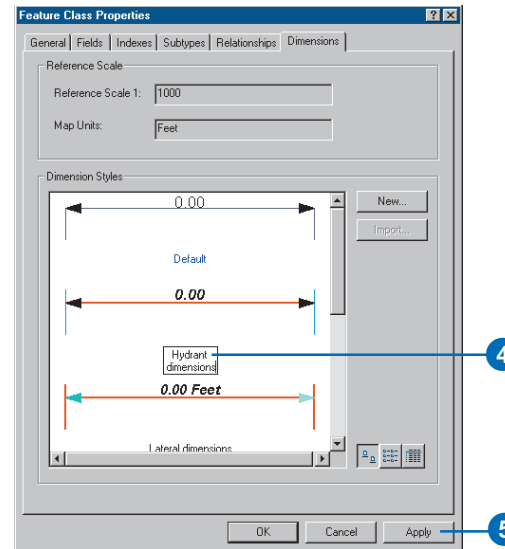 Feature Class Properties
General Fields Indexes Subtypes Relationships Dimensions
Reference Scale
Reference Scale 1: 1000
Map Units: Feet
Dimension Styles
0.00
New...
Import...
Default
0.00
Hydrant
dimensions
4
0.00 Feet
Lateral dimensions
OK Cancel Apply
5